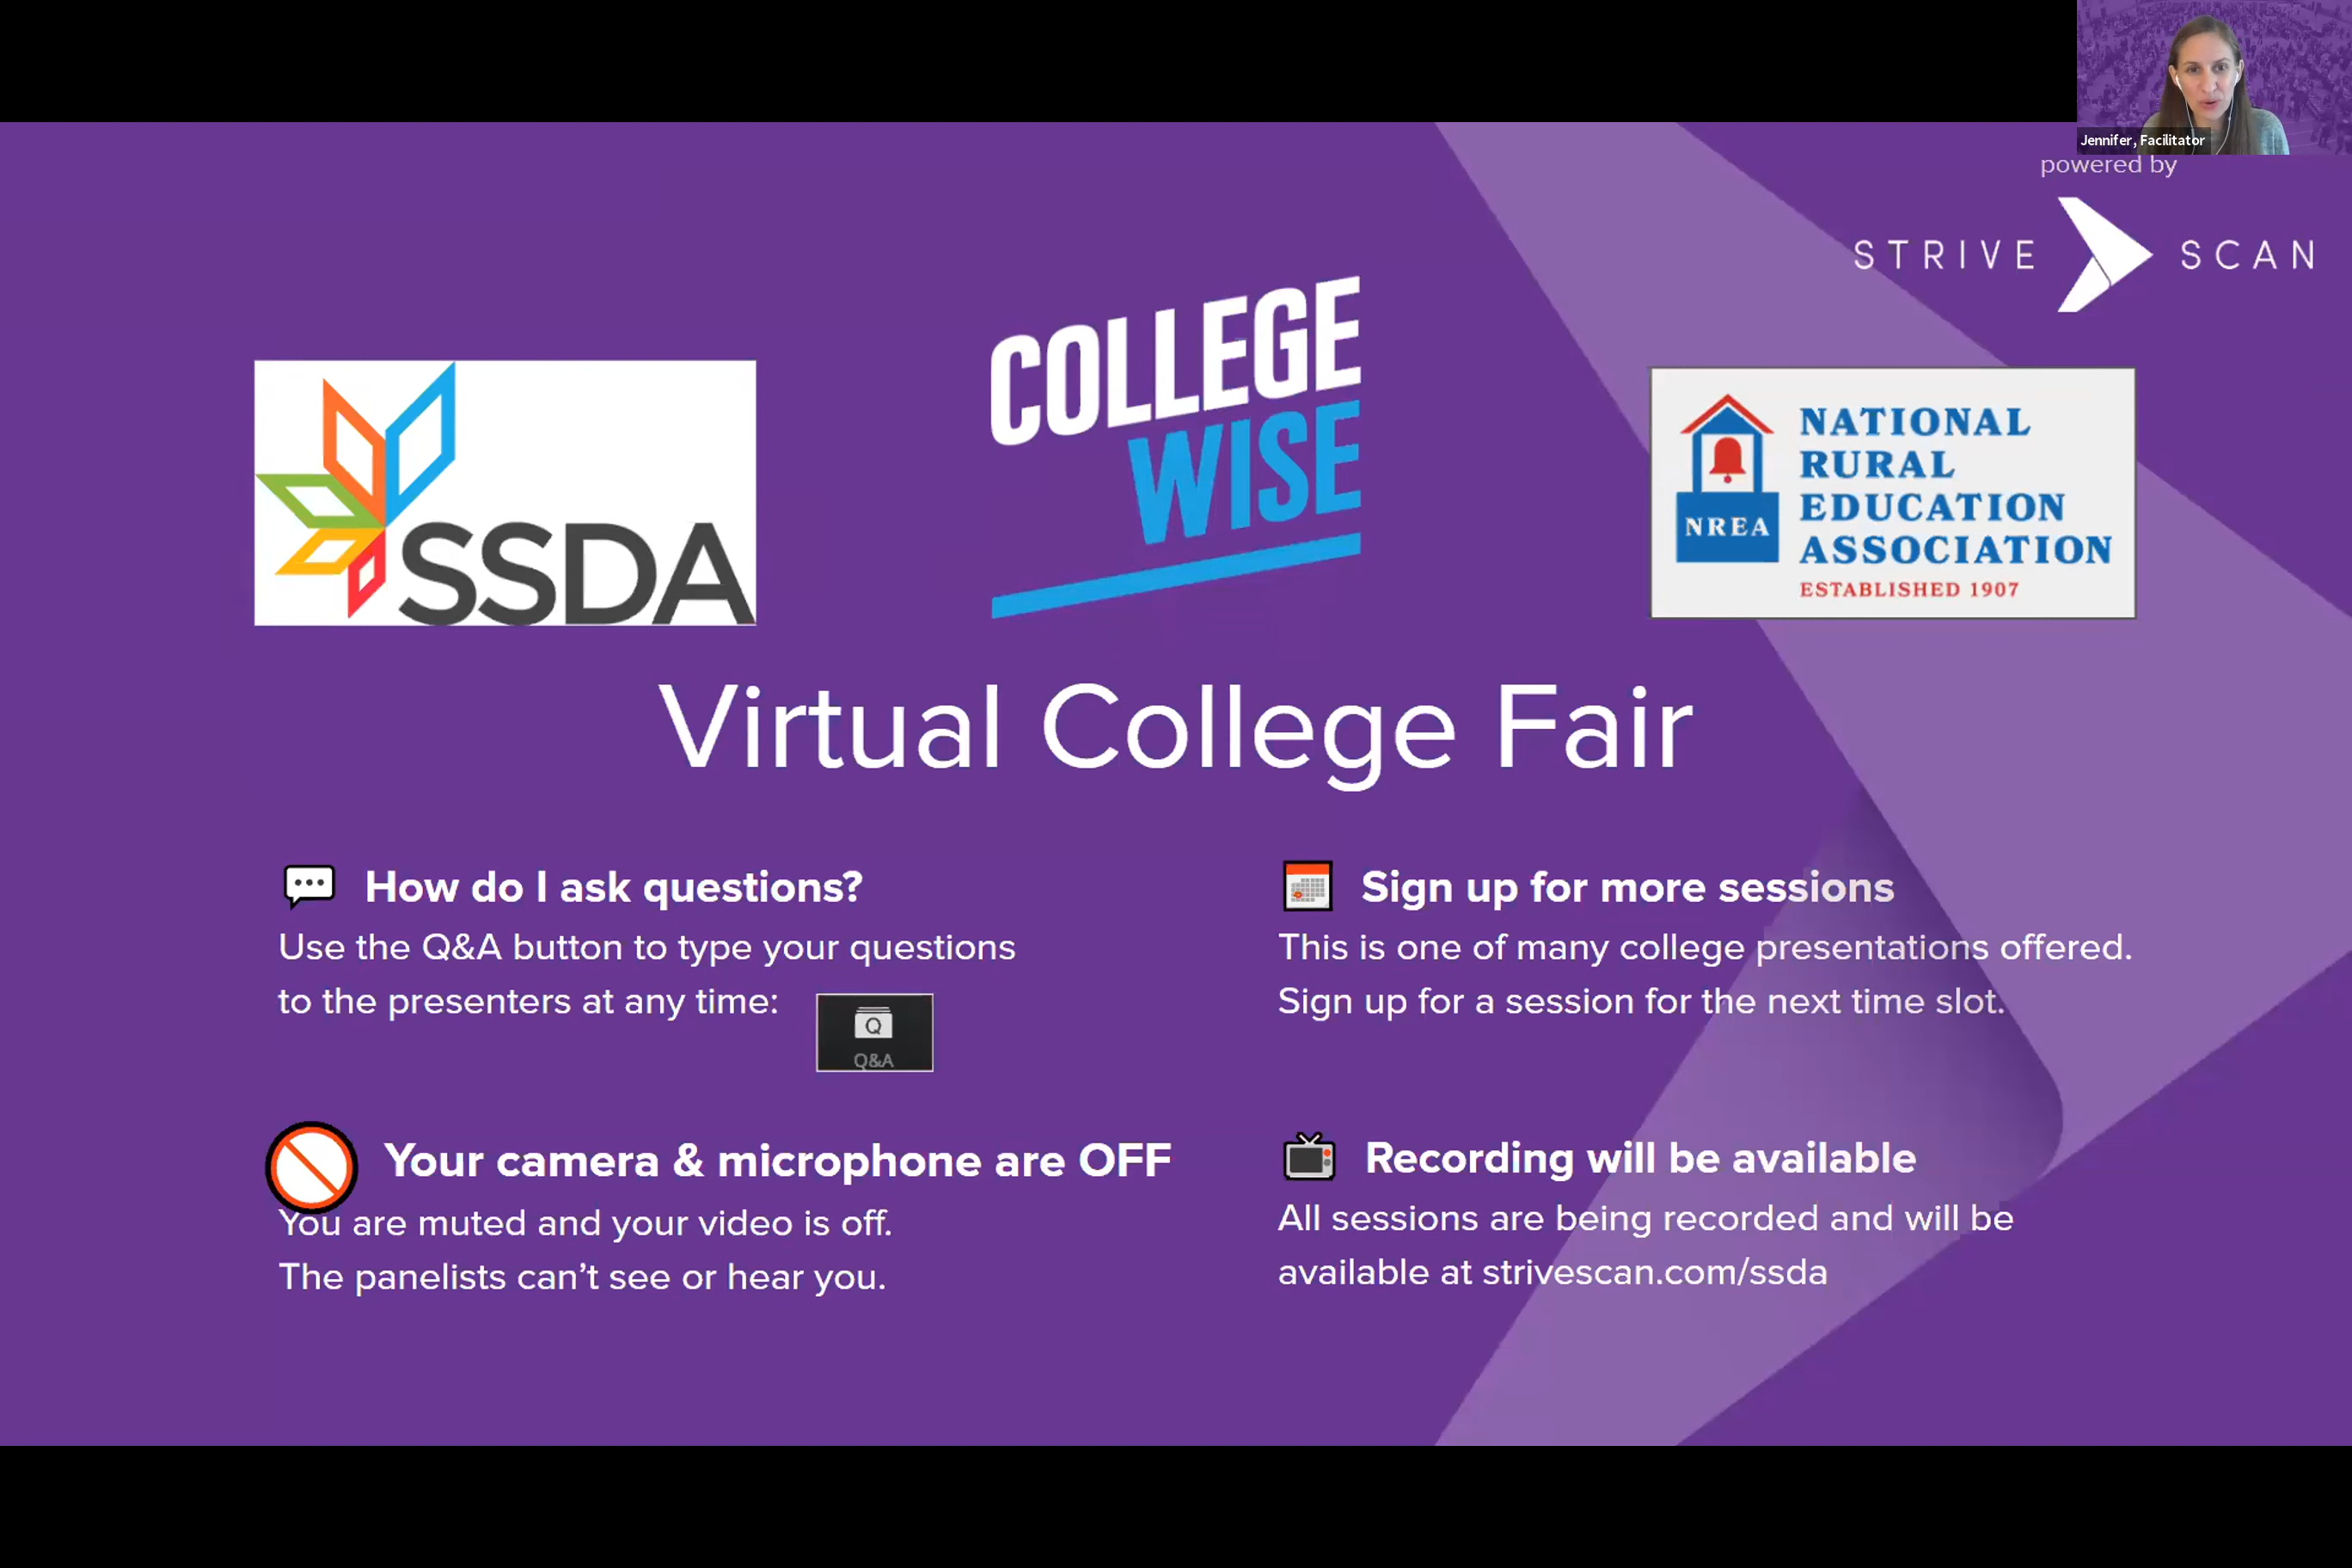 Jennifer, Facilitator
powered by
STRIVE SCAN
SSDA
COLLEGE
WISE
NREA
NATIONAL
RURAL
EDUCATION
ASSOCIATION
ESTABLISHED 1907
Virtual College Fair
How do I ask questions?
Use the Q&A button to type your questions
to the presenters at any time:
Q
Q&A
Sign up for more sessions
This is one of many college presentations offered.
Sign up for a session for the next time slot.
Your camera & microphone are OFF
You are muted and your video is off.
The panelists can’t see or hear you.
Recording will be available
All sessions are being recorded and will be
available at strivescan.com/ssda